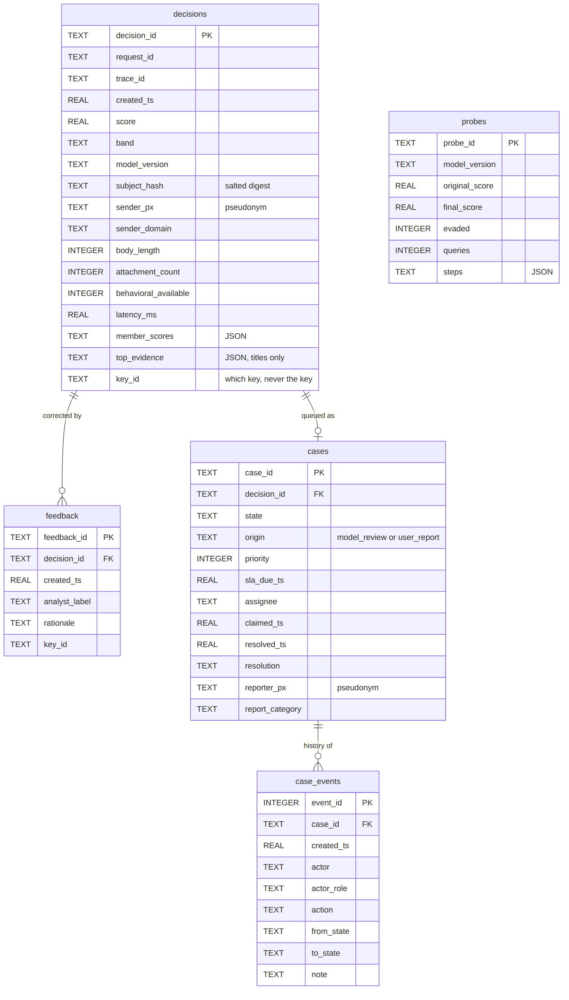 decisions
TEXT decision_id PK
TEXT request_id
TEXT trace_id
REAL created_ts
REAL score
TEXT band
TEXT model_version
TEXT subject_hash salted digest
TEXT sender_px pseudonym
TEXT sender_domain
INTEGER body_length
INTEGER attachment_count
INTEGER behavioral_available
REAL latency_ms
TEXT member_scores JSON
TEXT top_evidence JSON, titles only
TEXT key_id which key, never the key
probes
TEXT probe_id PK
TEXT model_version
REAL original_score
REAL final_score
INTEGER evaded
INTEGER queries
TEXT steps JSON
corrected by
queued as
cases
TEXT case_id PK
TEXT decision_id FK
TEXT state
TEXT origin model_review or user_report
INTEGER priority
REAL sla_due_ts
TEXT assignee
REAL claimed_ts
REAL resolved_ts
TEXT resolution
TEXT reporter_px pseudonym
TEXT report_category
feedback
TEXT feedback_id PK
TEXT decision_id FK
REAL created_ts
TEXT analyst_label
TEXT rationale
TEXT key_id
history of
case_events
INTEGER event_id PK
TEXT case_id FK
REAL created_ts
TEXT actor
TEXT actor_role
TEXT action
TEXT from_state
TEXT to_state
TEXT note